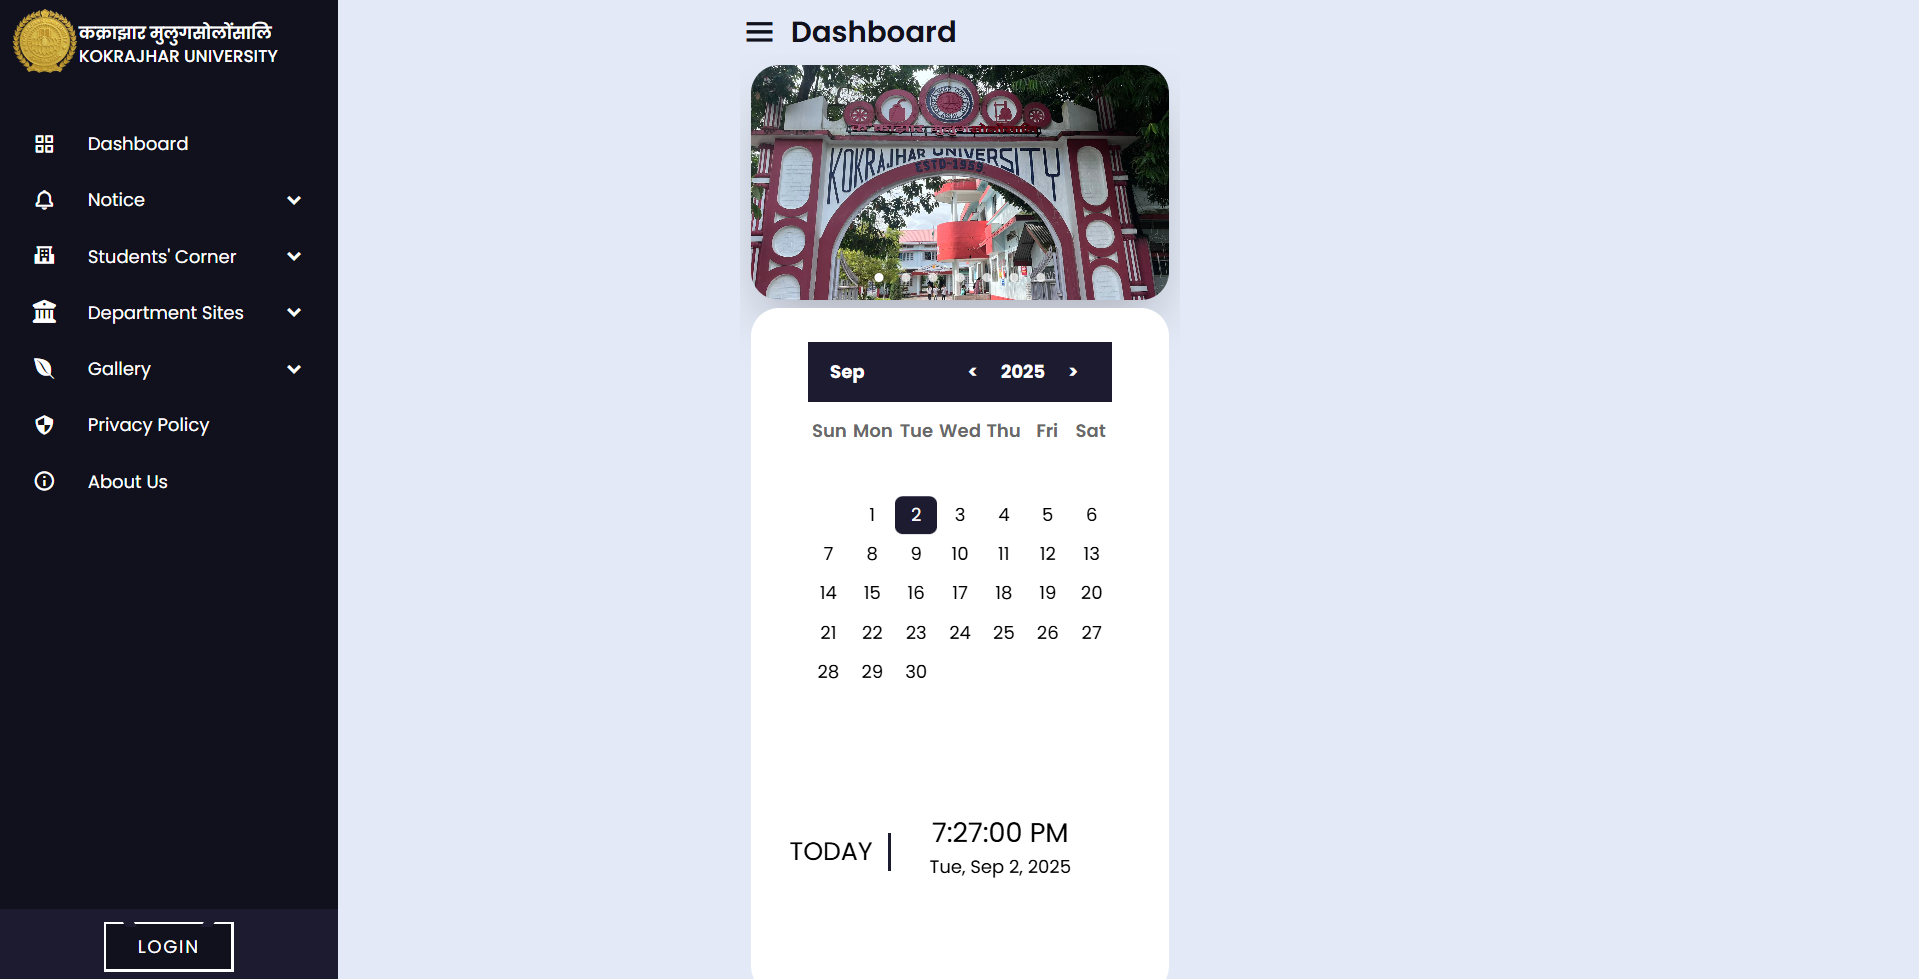 कक्राझार मुलुगसोलोंसालि
KOKRAJHAR UNIVERSITY
Dashboard
Notice
Students' Corner
Department Sites
Gallery
Privacy Policy
About Us
LOGIN
Dashboard
KOKRAJHAR UNIVERSITY
ESTD-1959.
Sep < 2025 >
Sun Mon Tue Wed Thu Fri Sat
1 2 3 4 5 6
7 8 9 10 11 12 13
14 15 16 17 18 19 20
21 22 23 24 25 26 27
28 29 30
TODAY
7:27:00 PM
Tue, Sep 2, 2025